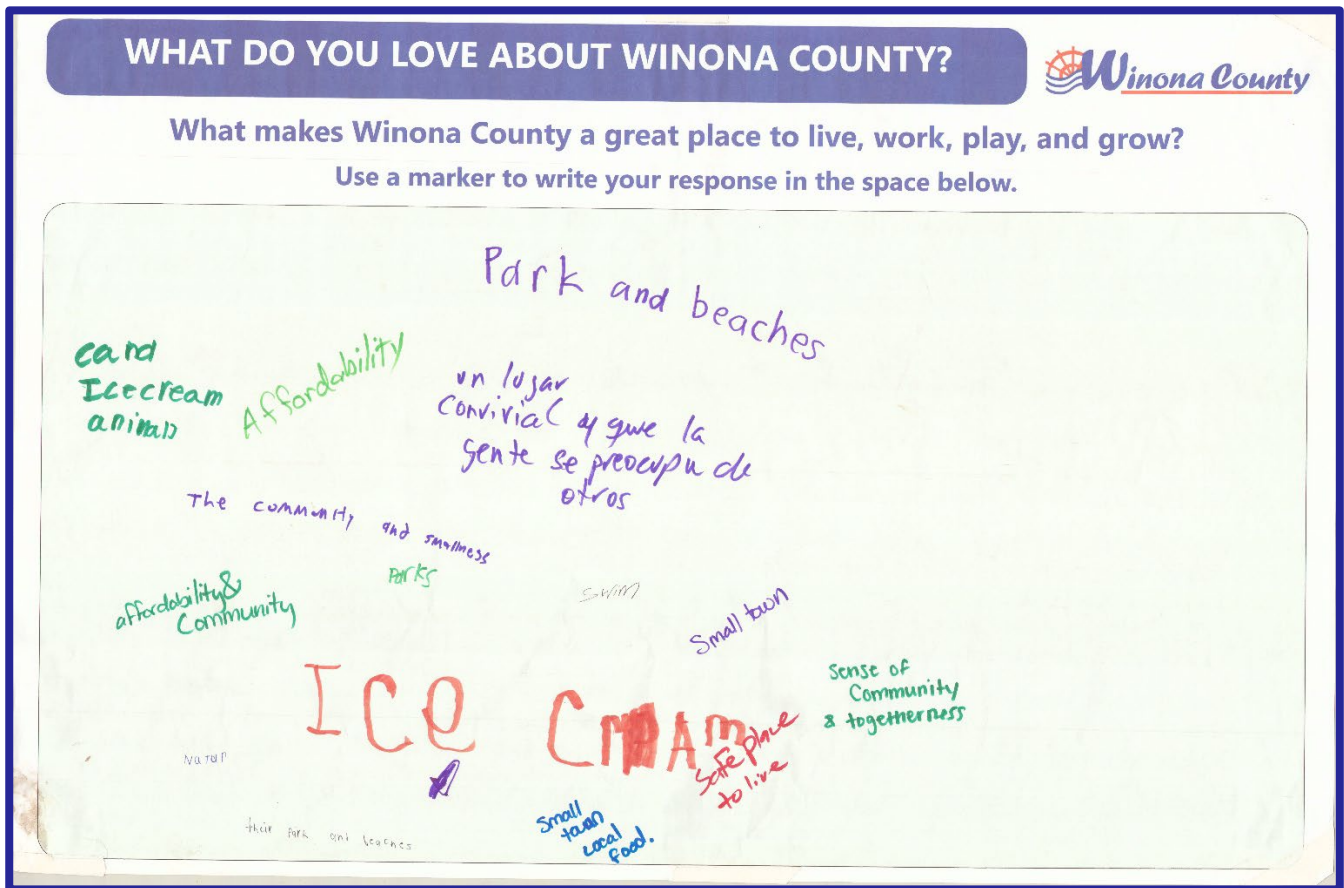 WHAT DO YOU LOVE ABOUT WINONA COUNTY?
Winona County
What makes Winona County a great place to live, work, play, and grow?
Use a marker to write your response in the space below.
Park and beaches
cand
Icecream
animals
Affordability
un lugar
convivial y que la
gente se preocupa de
otros
The community and smallness
Parks
swim
affordability &
Community
Small town
Sense of
Community
& togetherness
Ice
Safe place
to live
Natur
Small
town
Local
food.
their park and beaches